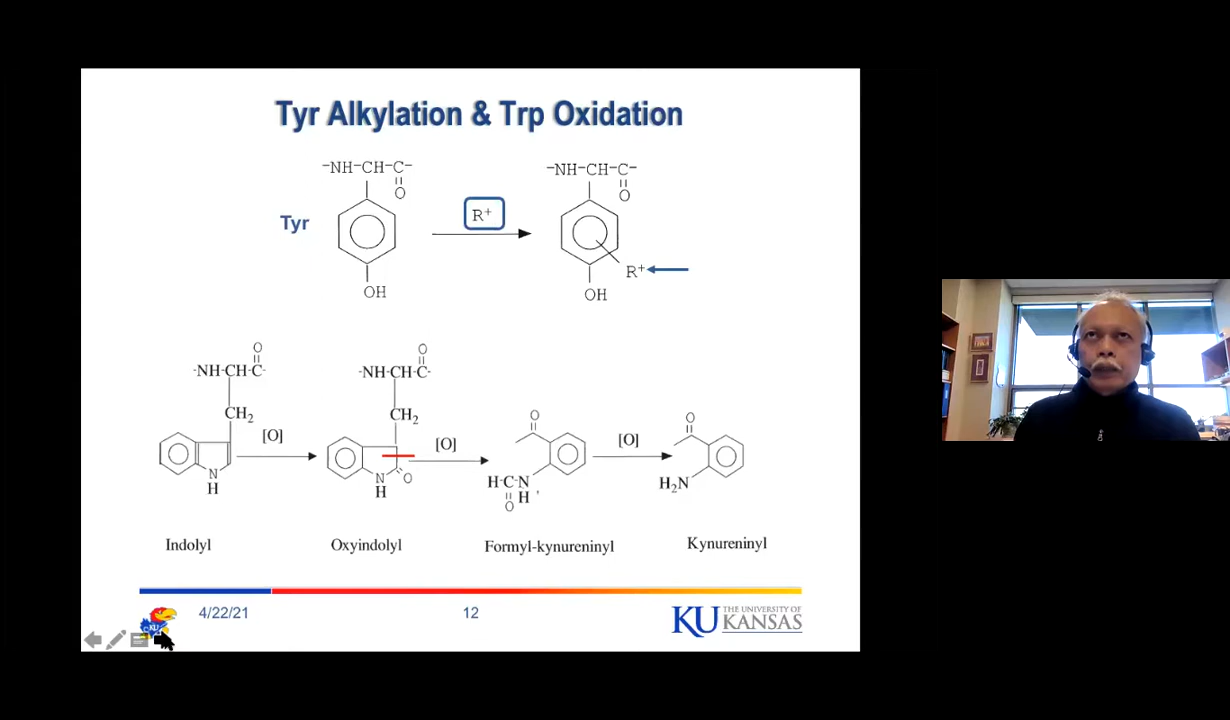 Tyr Alkylation & Trp Oxidation
-NH-CH-C-
O
Tyr
OH
R+
-NH-CH-C-
O
R+
OH
O
-NH-CH-C-
CH2
N
H
[O]
O
-NH-CH-C-
CH2
N
H
O
[O]
O
H-C-N
O
H
[O]
O
H2N
Indolyl
Oxyindolyl
Formyl-kynureninyl
Kynureninyl
4/22/21
12
KU
THE UNIVERSITY OF
KANSAS
KU